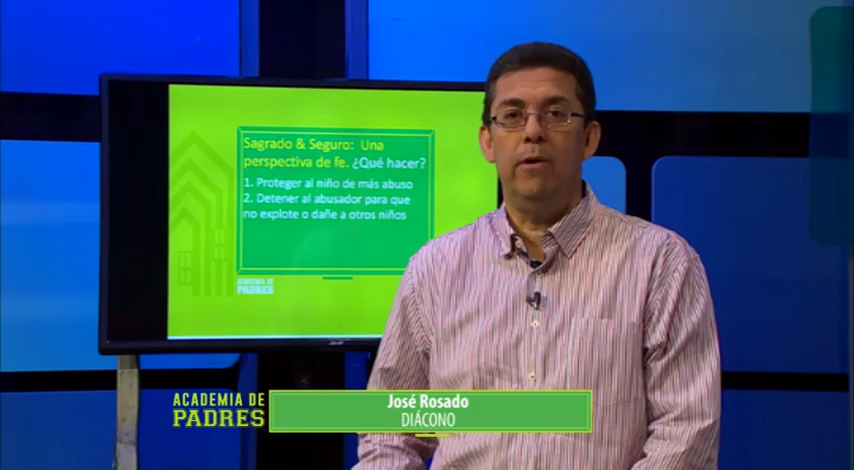 Sagrado & Seguro: Una
perspectiva de fe. ¿Qué hacer?
1. Proteger al niño de más abuso
2. Detener al abusador para que
no explote o dañe a otros niños
ACADEMIA DE
PADRES
ACADEMIA DE
PADRES
José Rosado
DIÁCONO